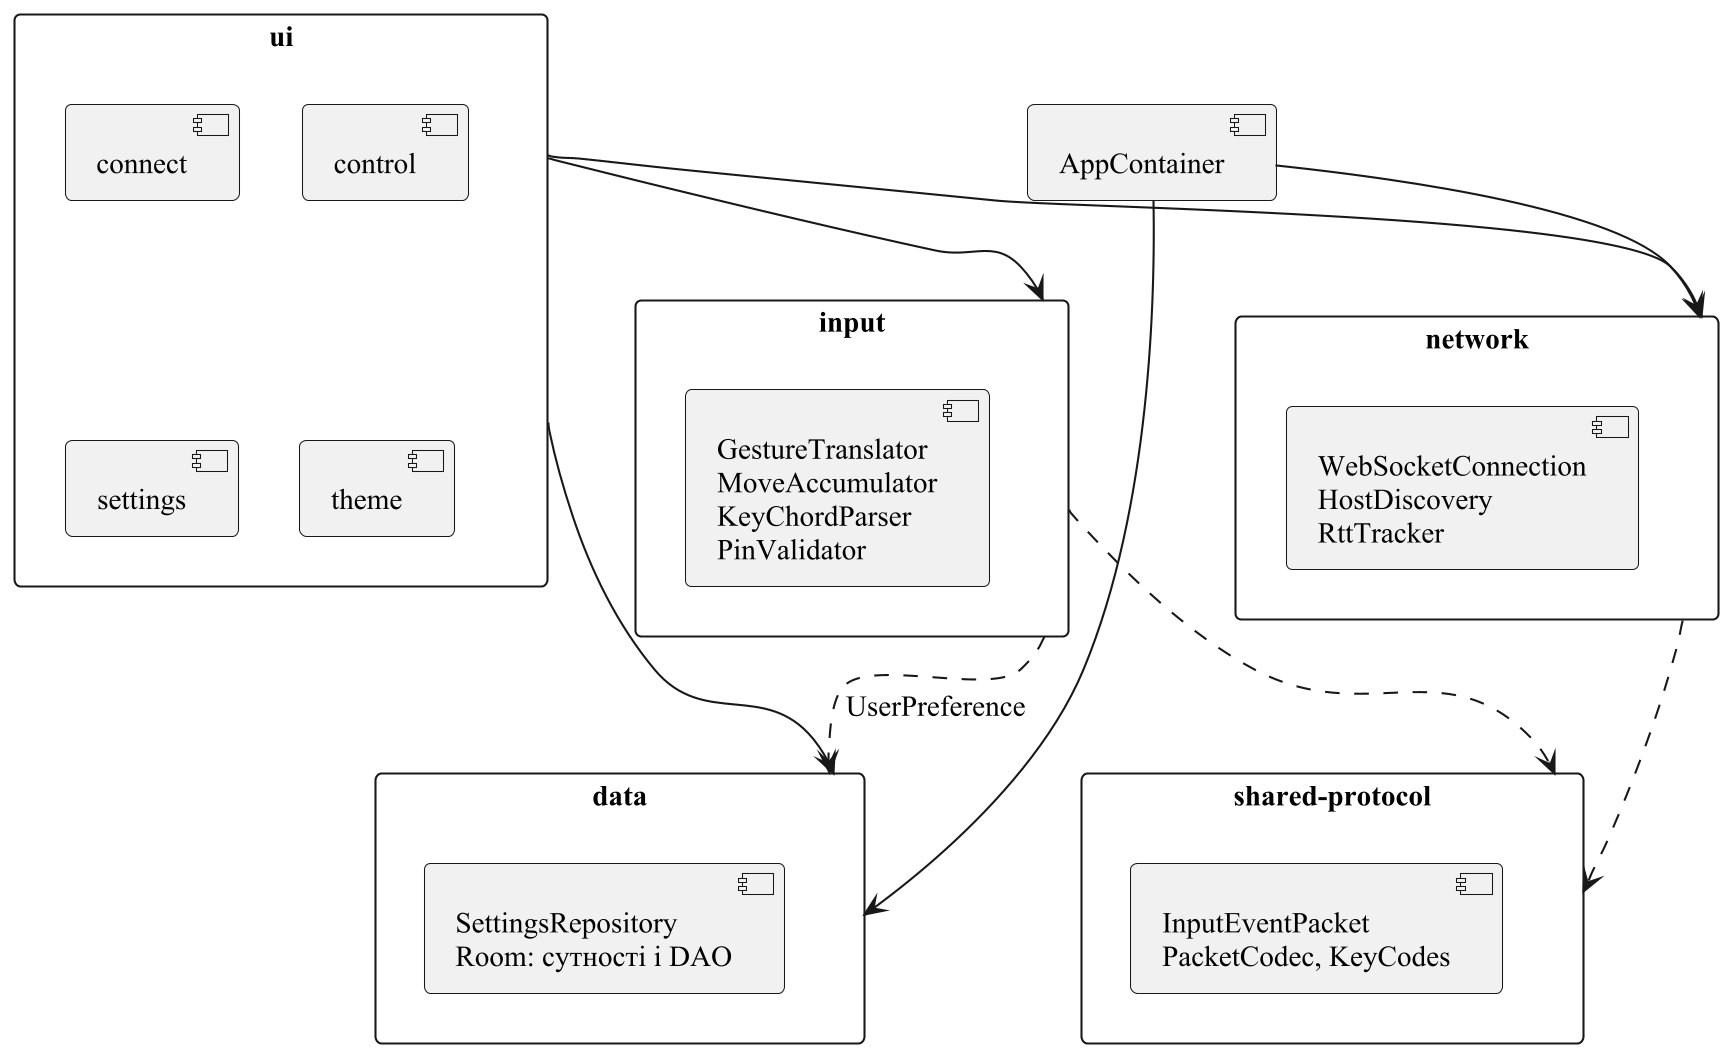 ui
connect
control
AppContainer
settings
theme
input
GestureTranslator
MoveAccumulator
KeyChordParser
PinValidator
network
WebSocketConnection
HostDiscovery
RttTracker
UserPreference
data
SettingsRepository
Room: сутності і DAO
shared-protocol
InputEventPacket
PacketCodec, KeyCodes